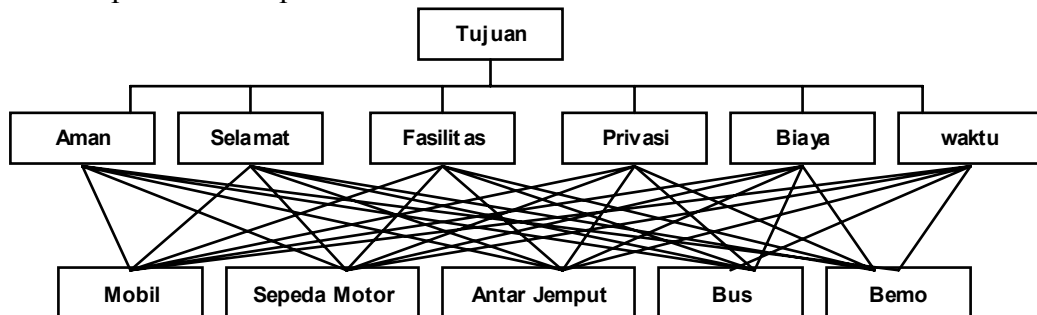 Tujuan
Aman Selamat Fasilitas Privasi Biaya waktu
Mobil Sepeda Motor Antar Jemput Bus Bemo